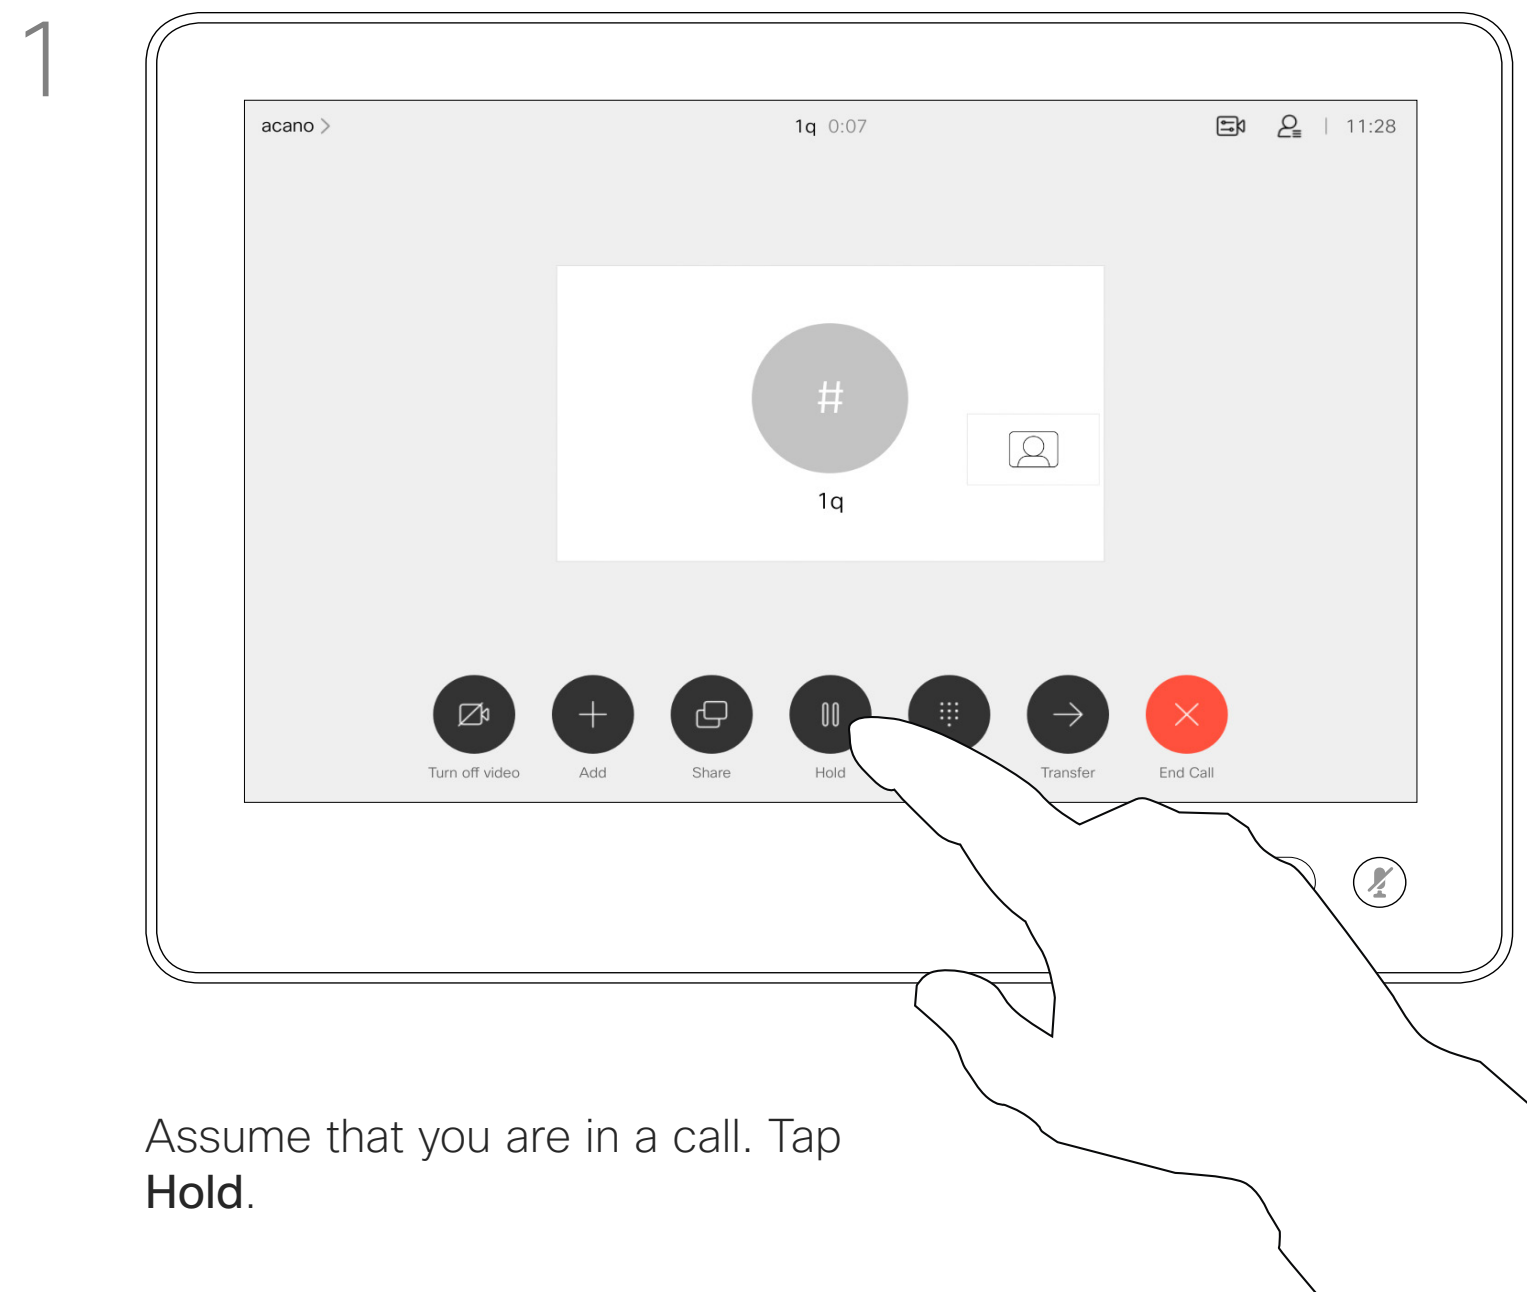 1
acano
1q 0:07
11:28
#
1q
Turn off video Add Share Hold Transfer End Call
Assume that you are in a call. Tap
Hold.